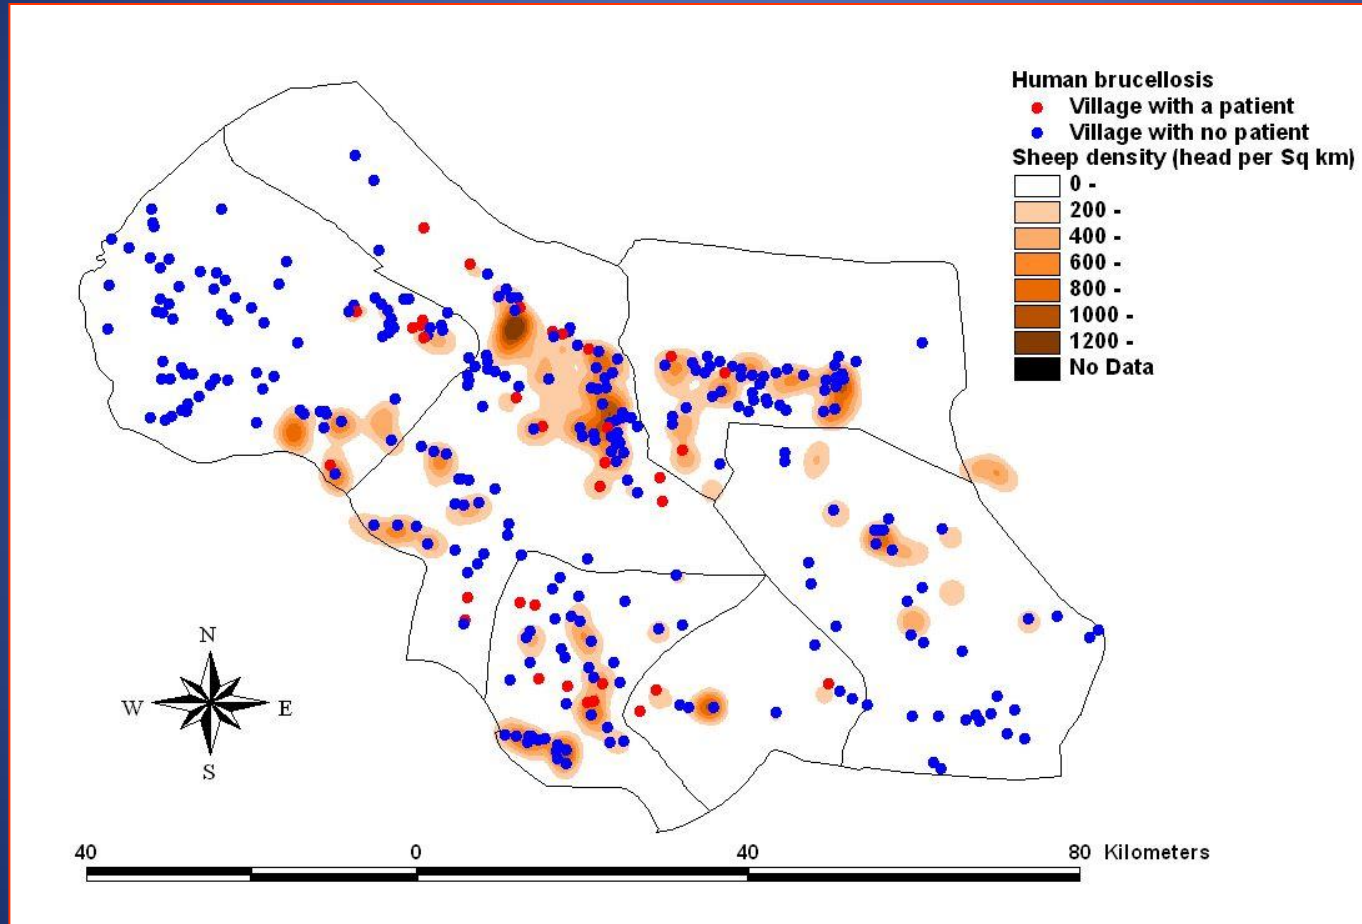 Human brucellosis
Village with a patient
Village with no patient
Sheep density (head per Sq km)
0 -
200 -
400 -
600 -
800 -
1000 -
1200 -
No Data
N
W E
S
40 0 40 80 Kilometers